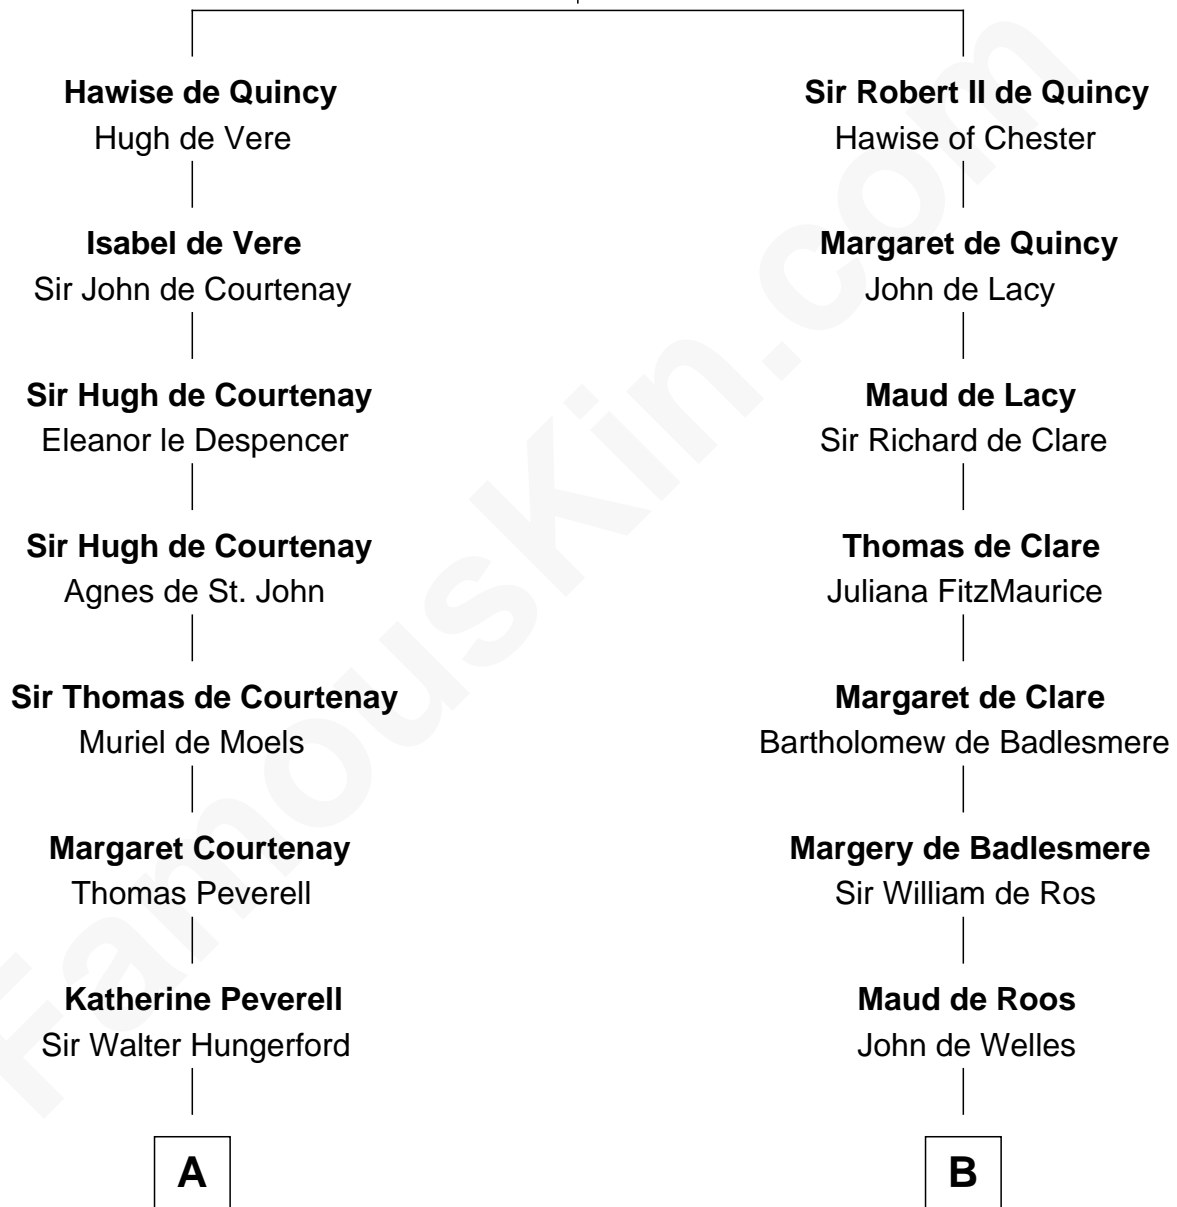 Hawise de Quincy
Hugh de Vere
Isabel de Vere
Sir John de Courtenay
Sir Hugh de Courtenay
Eleanor le Despencer
Sir Hugh de Courtenay
Agnes de St. John
Sir Thomas de Courtenay
Muriel de Moels
Margaret Courtenay
Thomas Peverell
Katherine Peverell
Sir Walter Hungerford
A
Sir Robert II de Quincy
Hawise of Chester
Margaret de Quincy
John de Lacy
Maud de Lacy
Sir Richard de Clare
Thomas de Clare
Juliana FitzMaurice
Margaret de Clare
Bartholomew de Badlesmere
Margery de Badlesmere
Sir William de Ros
Maud de Roos
John de Welles
B
FamousKin.com